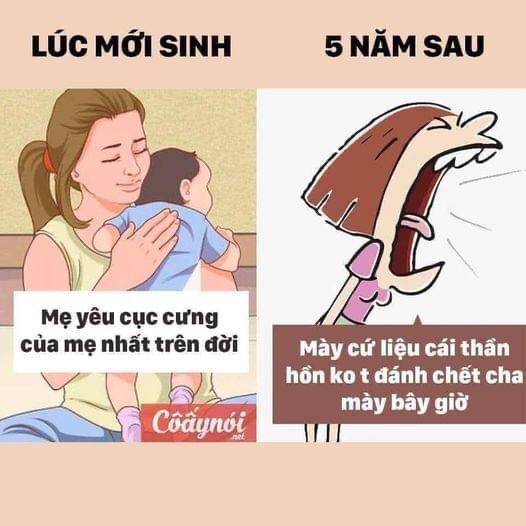 LÚC MỚI SINH
5 NĂM SAU
Mẹ yêu cục cưng
của mẹ nhất trên đời
Côấynói
.net
Mày cứ liệu cái thần
hồn ko t đánh chết cha
mày bây giờ